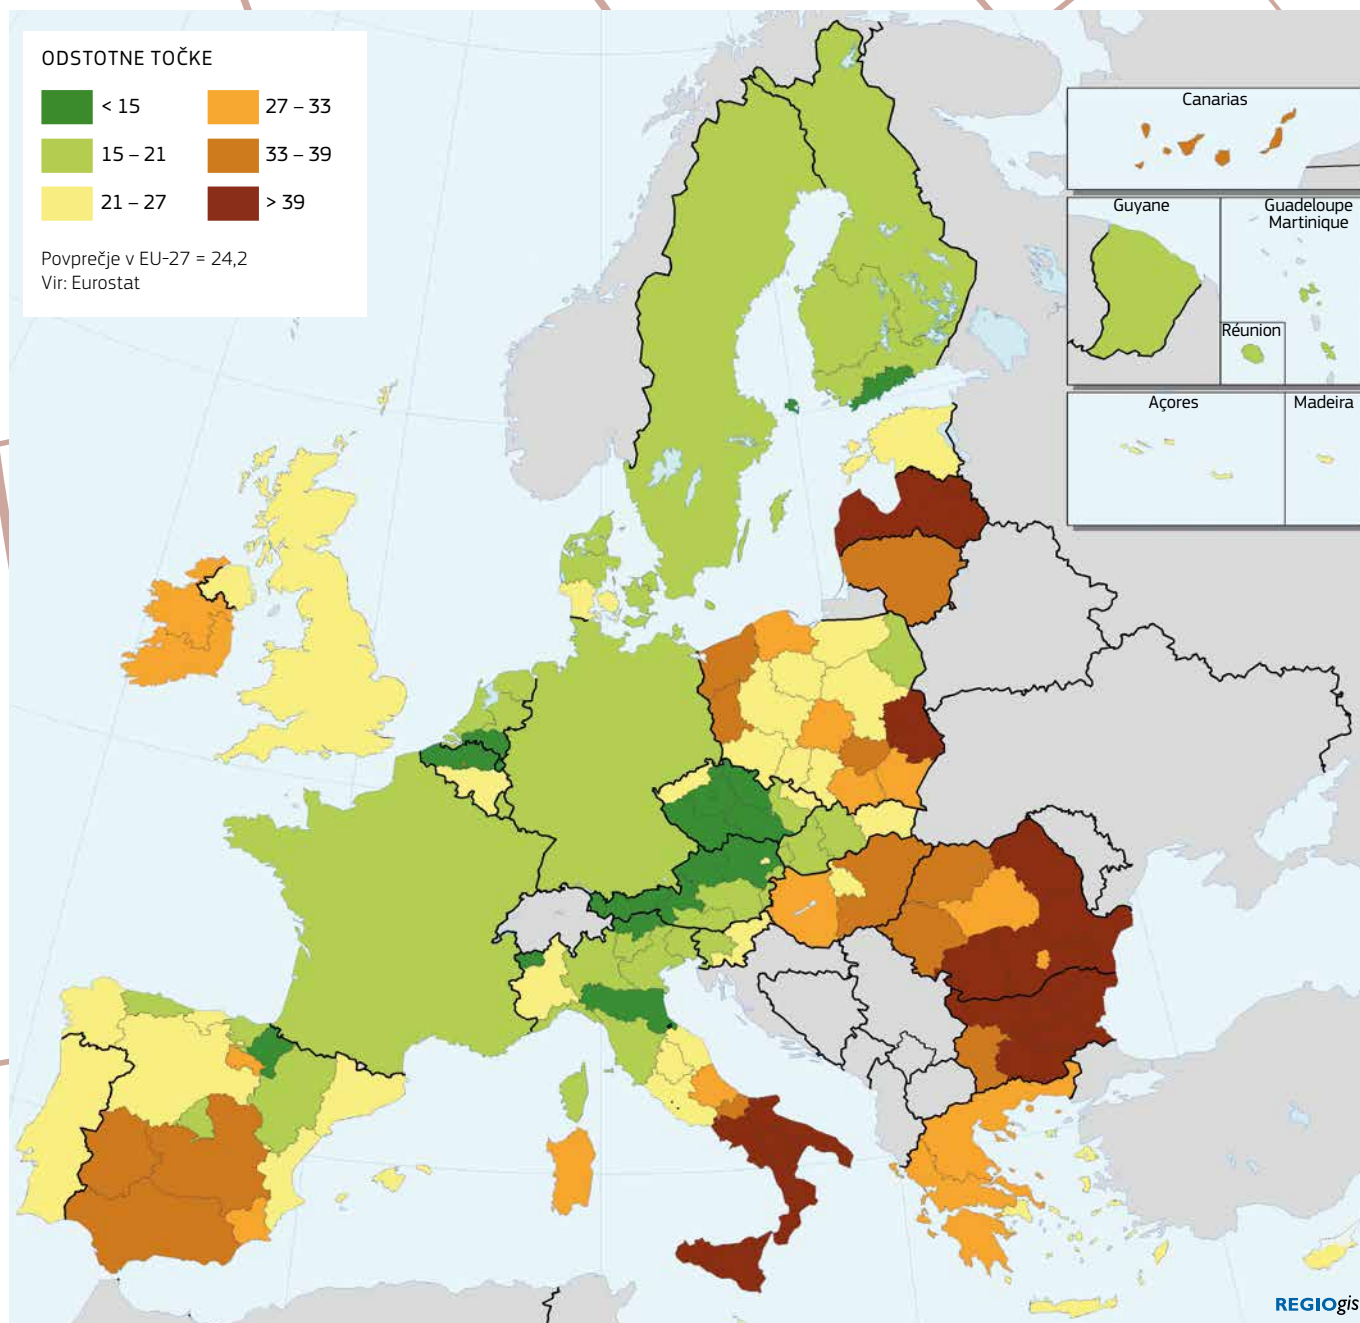 ODSTOTNE TOČKE
< 15
15 – 21
21 – 27
27 – 33
33 – 39
> 39
Povprečje v EU-27 = 24,2
Vir: Eurostat
Canarias
Guyane
Guadeloupe
Martinique
Réunion
Açores
Madeira
REGIOgis